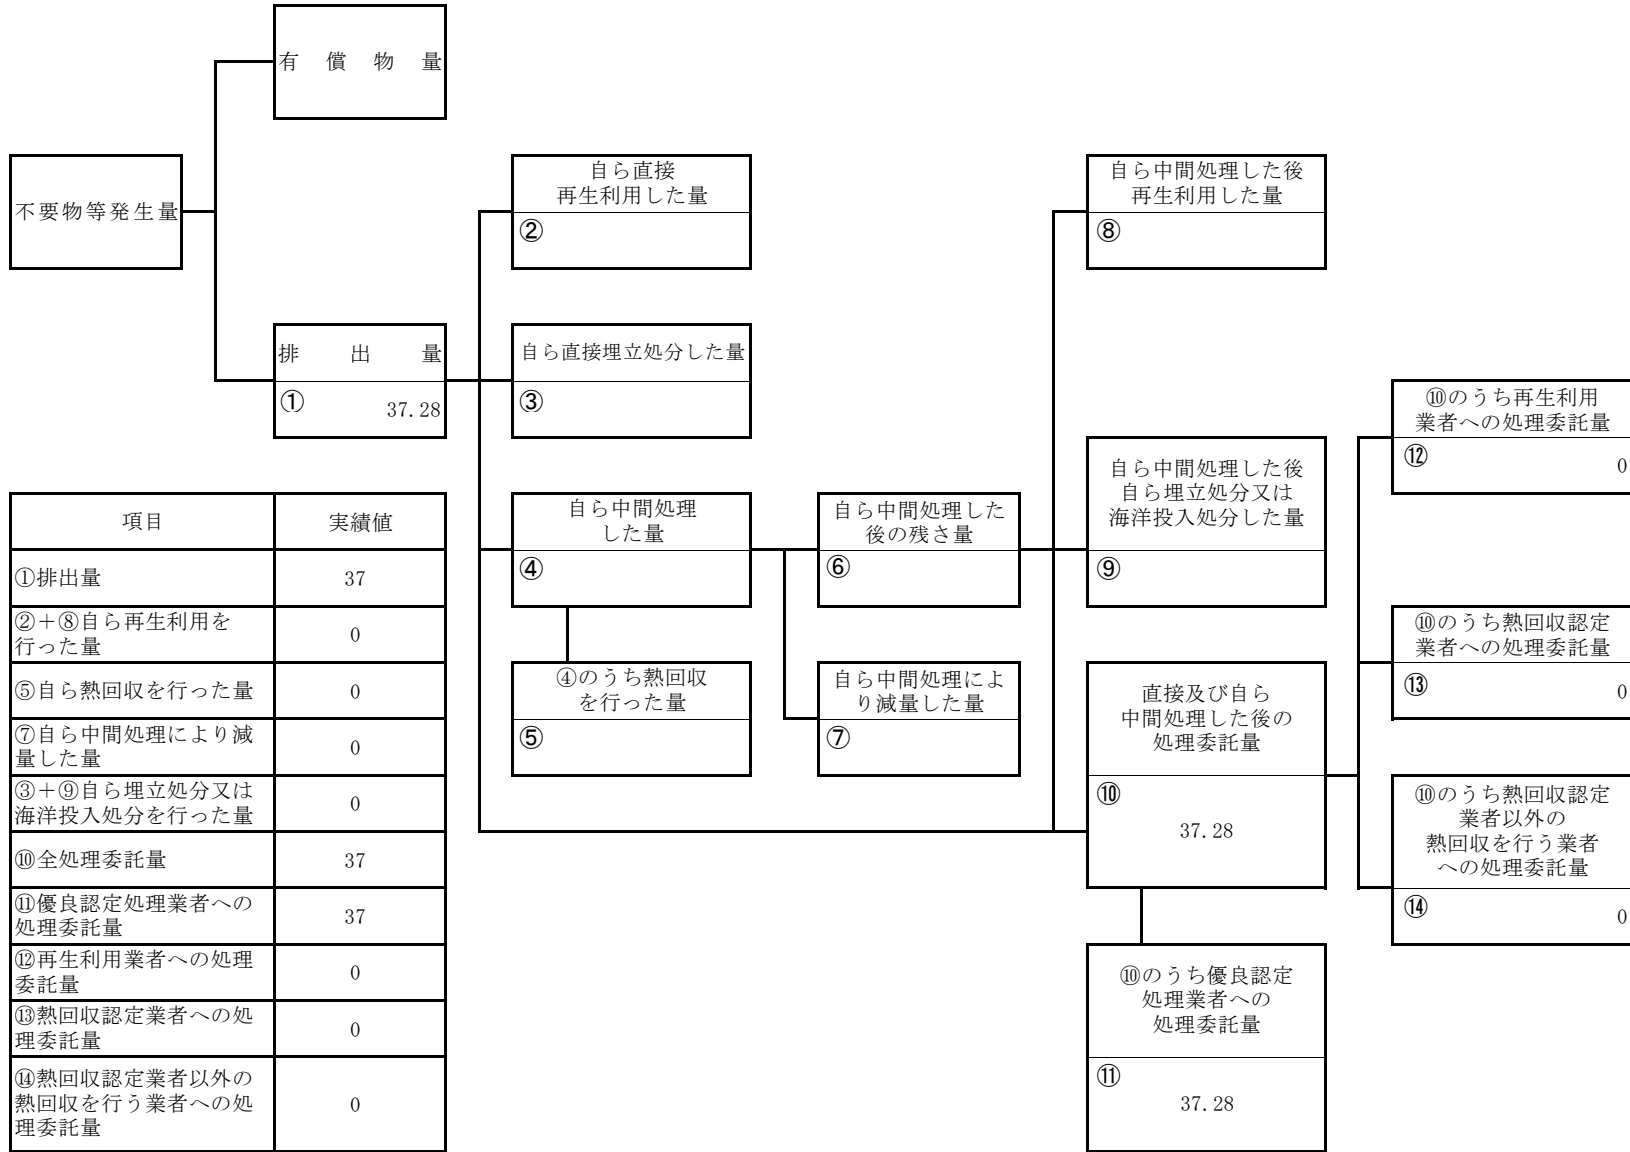 有償物量
不要物等発生量
自ら直接
再生利用した量
②
自ら中間処理した後
再生利用した量
⑧
排出量
① 37.28
自ら直接埋立処分した量
③
⑩のうち再生利用
業者への処理委託量
⑫ 0
自ら中間処理
した量
④
自ら中間処理した
後の残さ量
⑥
自ら中間処理した後
自ら埋立処分又は
海洋投入処分した量
⑨
⑩のうち熱回収認定
業者への処理委託量
⑬ 0
④のうち熱回収
を行った量
⑤
自ら中間処理によ
り減量した量
⑦
直接及び自ら
中間処理した後の
処理委託量
⑩
37.28
⑩のうち熱回収認定
業者以外の
熱回収を行う業者
への処理委託量
⑭ 0
⑩のうち優良認定
処理業者への
処理委託量
⑪
37.28
項目 実績値
①排出量 37
②+⑧自ら再生利用を
行った量 0
⑤自ら熱回収を行った量 0
⑦自ら中間処理により減
量した量 0
③+⑨自ら埋立処分又は
海洋投入処分を行った量 0
⑩全処理委託量 37
⑪優良認定処理業者への
処理委託量 37
⑫再生利用業者への処理
委託量 0
⑬熱回収認定業者への処
理委託量 0
⑭熱回収認定業者以外の
熱回収を行う業者への処
理委託量 0